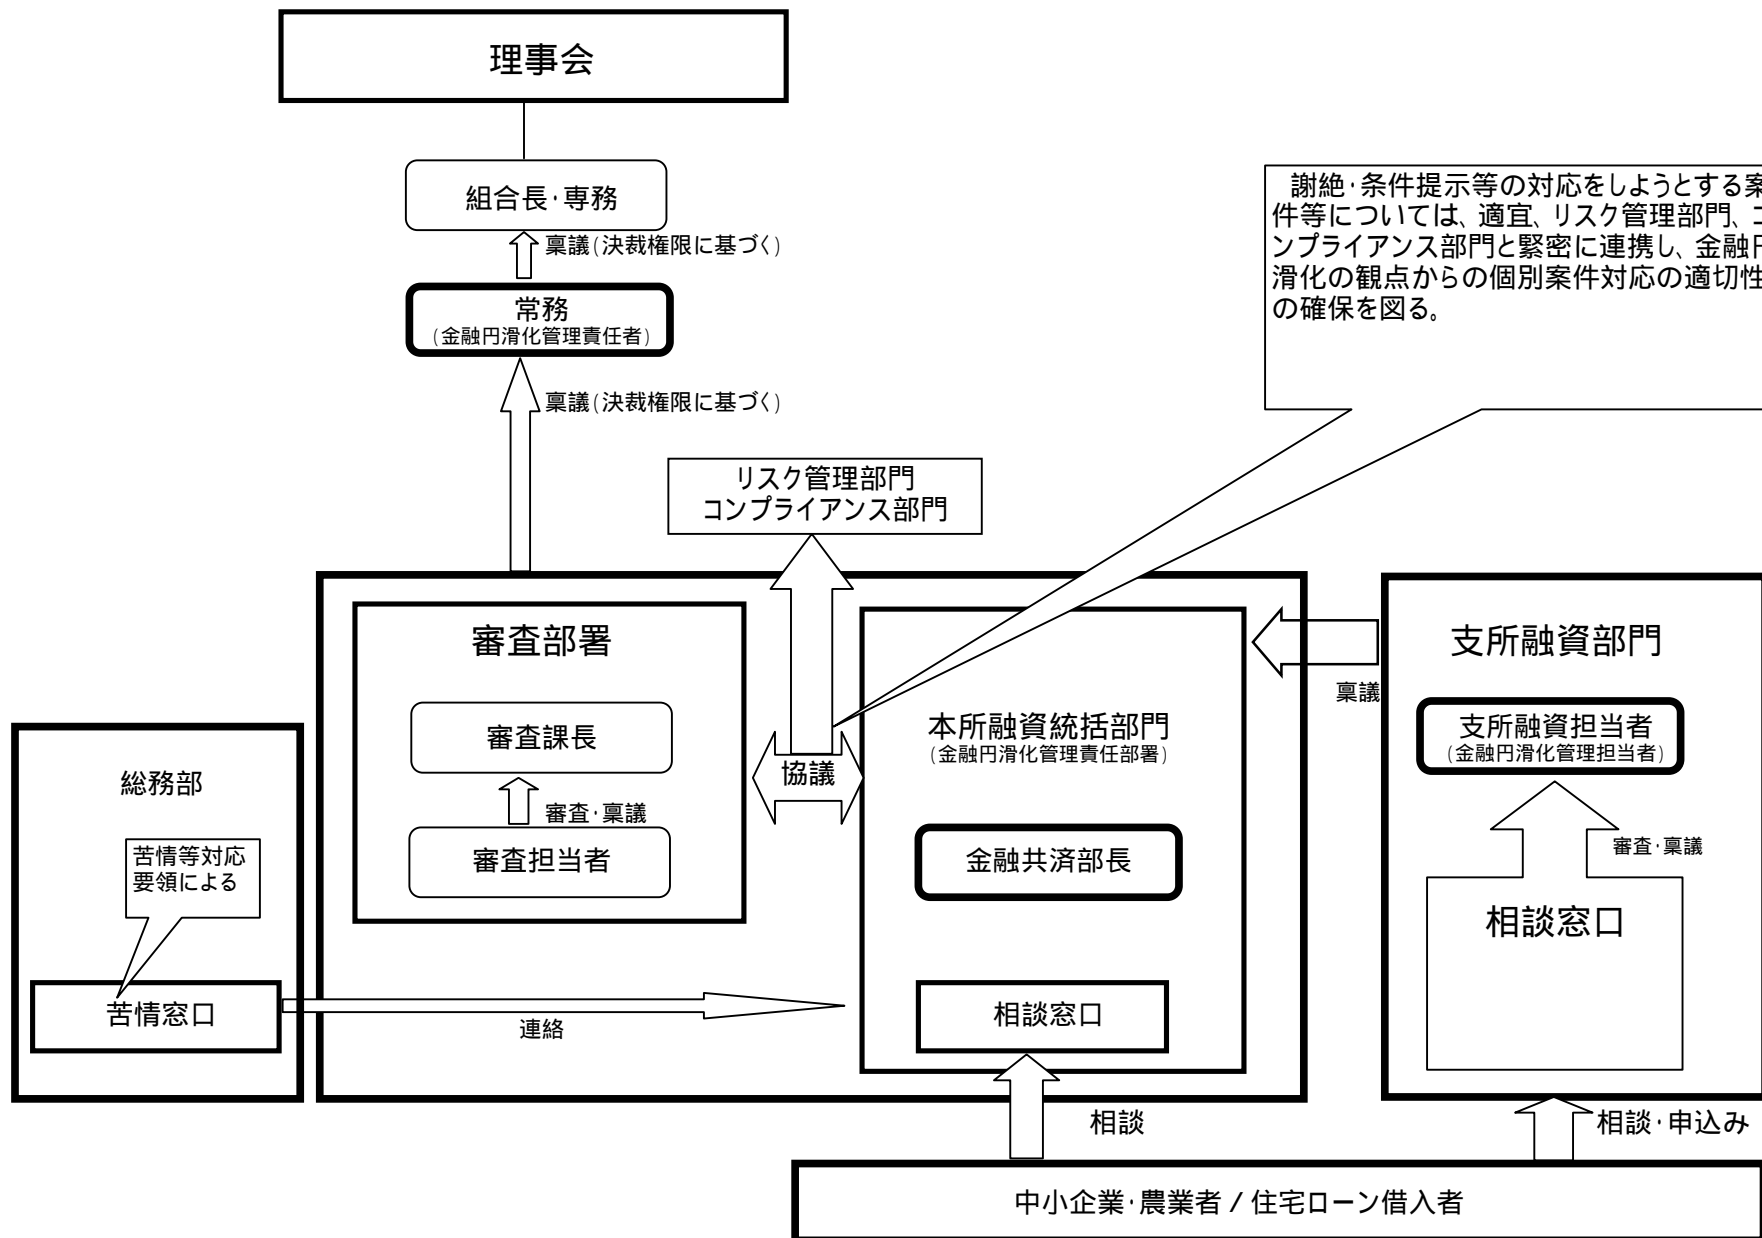 理事会
組合長・専務
稟議(決裁権限に基づく)
常務
(金融円滑化管理責任者)
稟議(決裁権限に基づく)
謝絶・条件提示等の対応をしようとする案
件等については、適宜、リスク管理部門、コ
ンプライアンス部門と緊密に連携し、金融円
滑化の観点からの個別案件対応の適切性
の確保を図る。
リスク管理部門
コンプライアンス部門
審査部署
審査課長
審査・稟議
審査担当者
協議
本所融資統括部門
(金融円滑化管理責任部署)
金融共済部長
相談窓口
稟議
支所融資部門
支所融資担当者
(金融円滑化管理担当者)
審査・稟議
相談窓口
総務部
苦情等対応
要領による
苦情窓口
連絡
相談
相談・申込み
中小企業・農業者 / 住宅ローン借入者